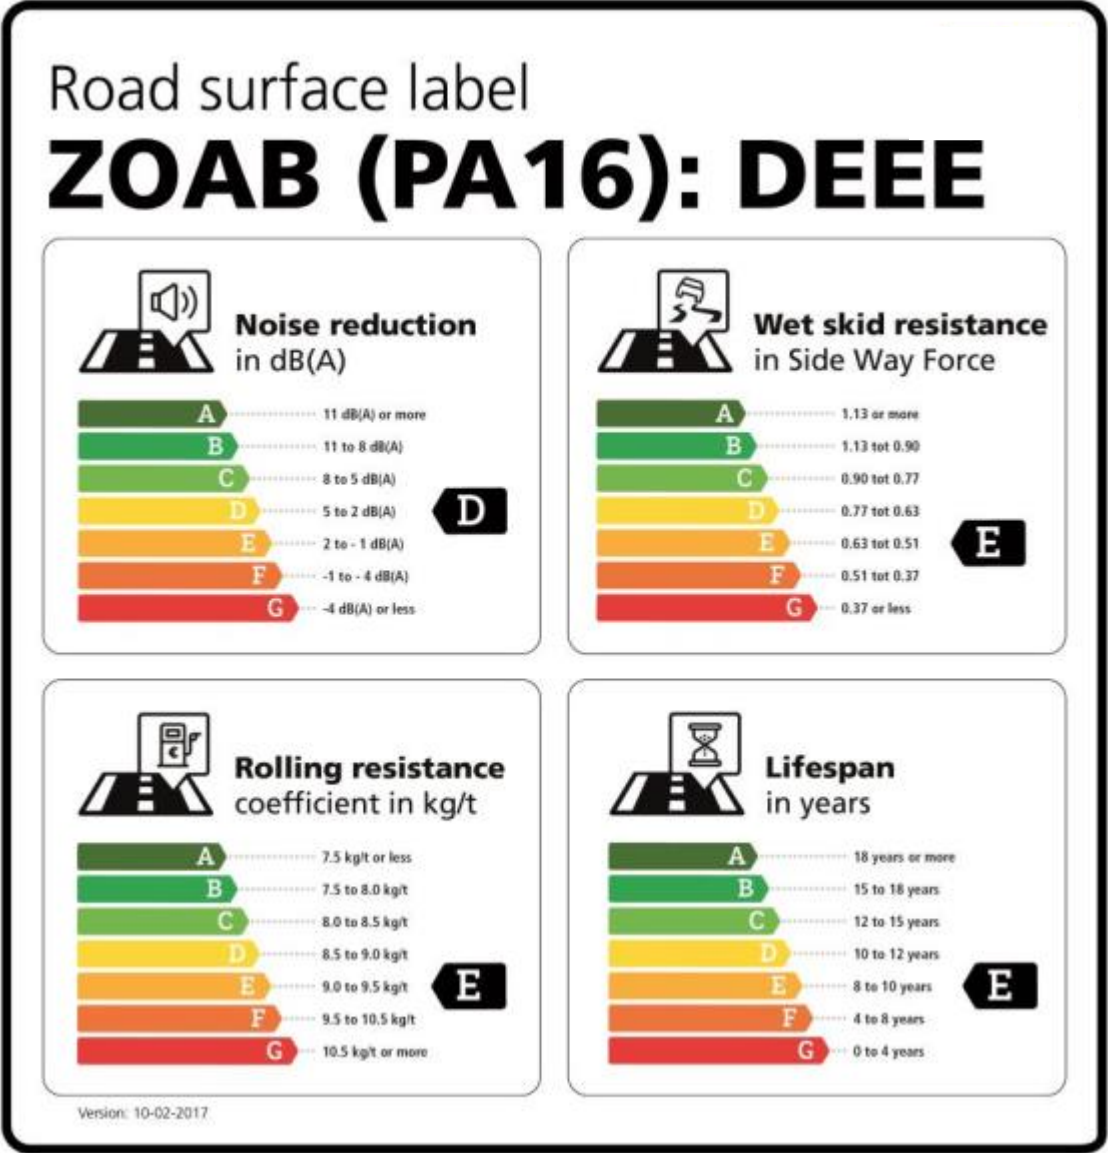 Road surface label
ZOAB (PA16): DEEE
Noise reduction
in dB(A)
A 11 dB(A) or more
B 11 to 8 dB(A)
C 8 to 5 dB(A)
D 5 to 2 dB(A)
E 2 to - 1 dB(A)
F -1 to - 4 dB(A)
G -4 dB(A) or less
D
Wet skid resistance
in Side Way Force
A 1.13 or more
B 1.13 tot 0.90
C 0.90 tot 0.77
D 0.77 tot 0.63
E 0.63 tot 0.51
F 0.51 tot 0.37
G 0.37 or less
E
Rolling resistance
coefficient in kg/t
A 7.5 kg/t or less
B 7.5 to 8.0 kg/t
C 8.0 to 8.5 kg/t
D 8.5 to 9.0 kg/t
E 9.0 to 9.5 kg/t
F 9.5 to 10.5 kg/t
G 10.5 kg/t or more
E
€
Lifespan
in years
A 18 years or more
B 15 to 18 years
C 12 to 15 years
D 10 to 12 years
E 8 to 10 years
F 4 to 8 years
G 0 to 4 years
E
Version: 10-02-2017